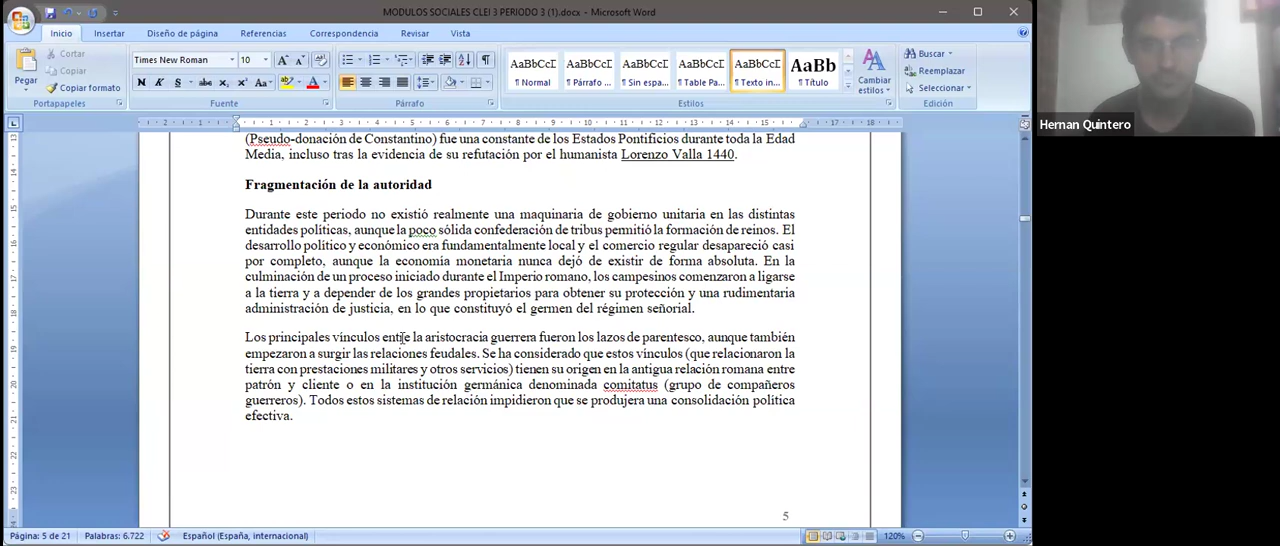 MODULOS SOCIALES CLEI 3 PERIODO 3 (1).docx - Microsoft Word
Inicio Insertar Diseño de página Referencias Correspondencia Revisar Vista
Pegar
Cortar
Copiar
Copiar formato
Portapapeles
Times New Roman 10
Fuente
Párrafo
AaBbCcD AaBbCcD AaBbCcD AaBbCcD AaBbCcD AaBb
¶ Normal ¶ Párrafo ... ¶ Sin espa... ¶ Table Pa... ¶ Texto in... ¶ Título
Cambiar estilos
Estilos
Buscar
Reemplazar
Seleccionar
Edición
Hernan Quintero
(Pseudo-donación de Constantino) fue una constante de los Estados Pontificios durante toda la Edad
Media, incluso tras la evidencia de su refutación por el humanista Lorenzo Valla 1440.
Fragmentación de la autoridad
Durante este periodo no existió realmente una maquinaria de gobierno unitaria en las distintas
entidades políticas, aunque la poco sólida confederación de tribus permitió la formación de reinos. El
desarrollo político y económico era fundamentalmente local y el comercio regular desapareció casi
por completo, aunque la economía monetaria nunca dejó de existir de forma absoluta. En la
culminación de un proceso iniciado durante el Imperio romano, los campesinos comenzaron a ligarse
a la tierra y a depender de los grandes propietarios para obtener su protección y una rudimentaria
administración de justicia, en lo que constituyó el germen del régimen señorial.
Los principales vínculos entre la aristocracia guerrera fueron los lazos de parentesco, aunque también
empezaron a surgir las relaciones feudales. Se ha considerado que estos vínculos (que relacionaron la
tierra con prestaciones militares y otros servicios) tienen su origen en la antigua relación romana entre
patrón y cliente o en la institución germánica denominada comitatus (grupo de compañeros
guerreros). Todos estos sistemas de relación impidieron que se produjera una consolidación política
efectiva.
5
Página: 5 de 21 Palabras: 6.722 Español (España, internacional) 120%